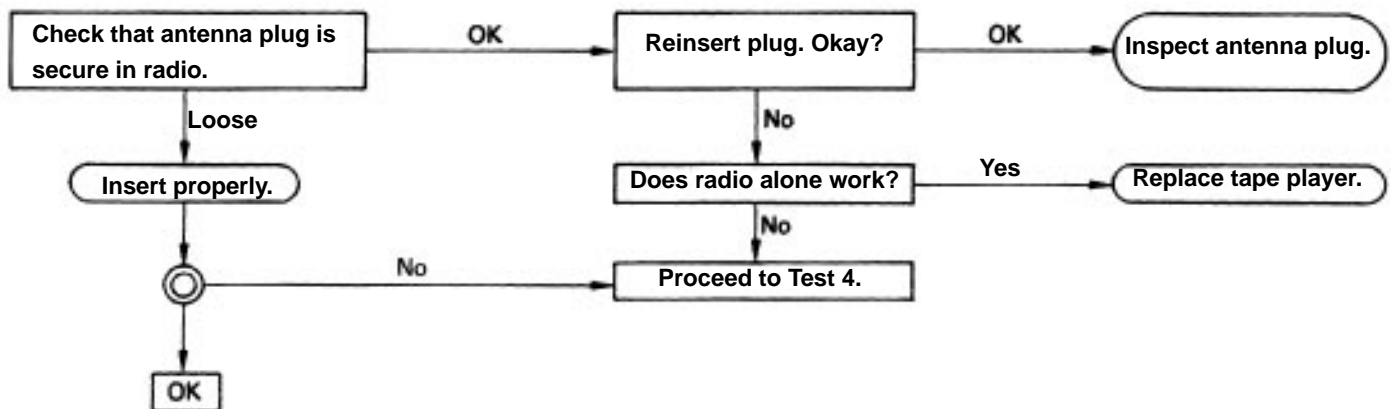 Check that antenna plug is
secure in radio.
OK
Reinsert plug. Okay?
OK
Inspect antenna plug.
Loose
No
Insert properly.
Does radio alone work?
Yes
Replace tape player.
No
No
Proceed to Test 4.
OK